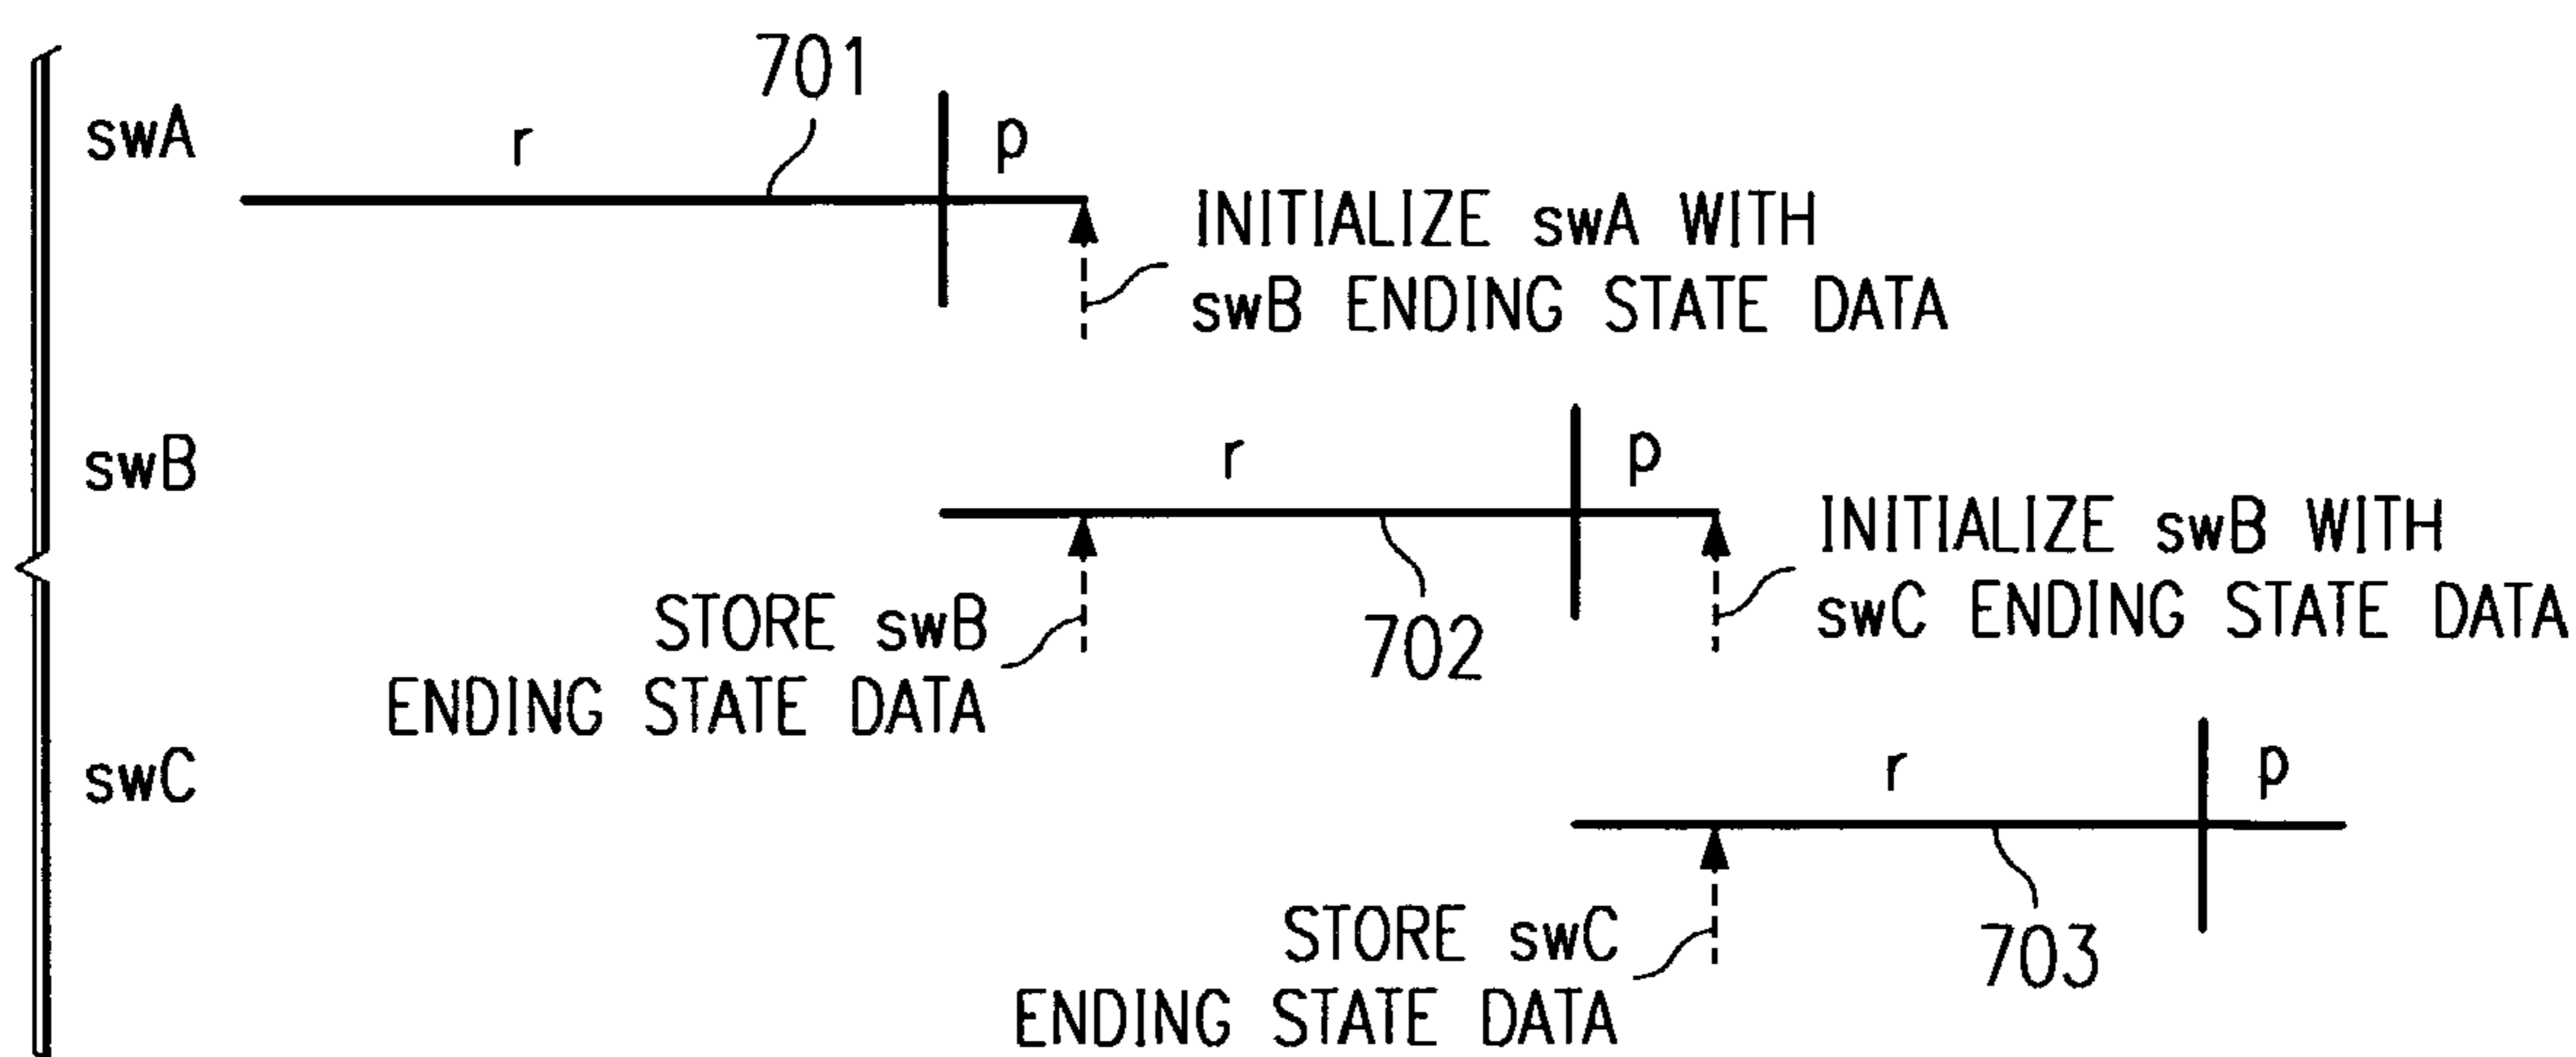 701
swA
r
p
INITIALIZE swA WITH
swB ENDING STATE DATA
swB
r
p
INITIALIZE swB WITH
swC ENDING STATE DATA
STORE swB
ENDING STATE DATA
702
swC
r
p
STORE swC
ENDING STATE DATA
703